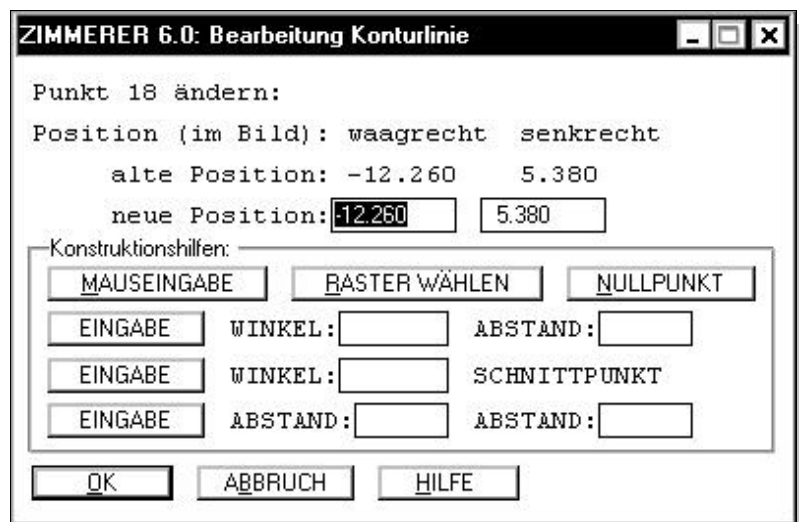 ZIMMERER 6.0: Bearbeitung Konturlinie
Punkt 18 ändern:
Position (im Bild): waagrecht senkrecht
alte Position: -12.260 5.380
neue Position: -12.260 5.380
Konstruktionshilfen:
MAUSEINGABE RASTER WÄHLEN NULLPUNKT
EINGABE WINKEL: ABSTAND:
EINGABE WINKEL: SCHNITTPUNKT
EINGABE ABSTAND: ABSTAND:
OK ABBRUCH HILFE